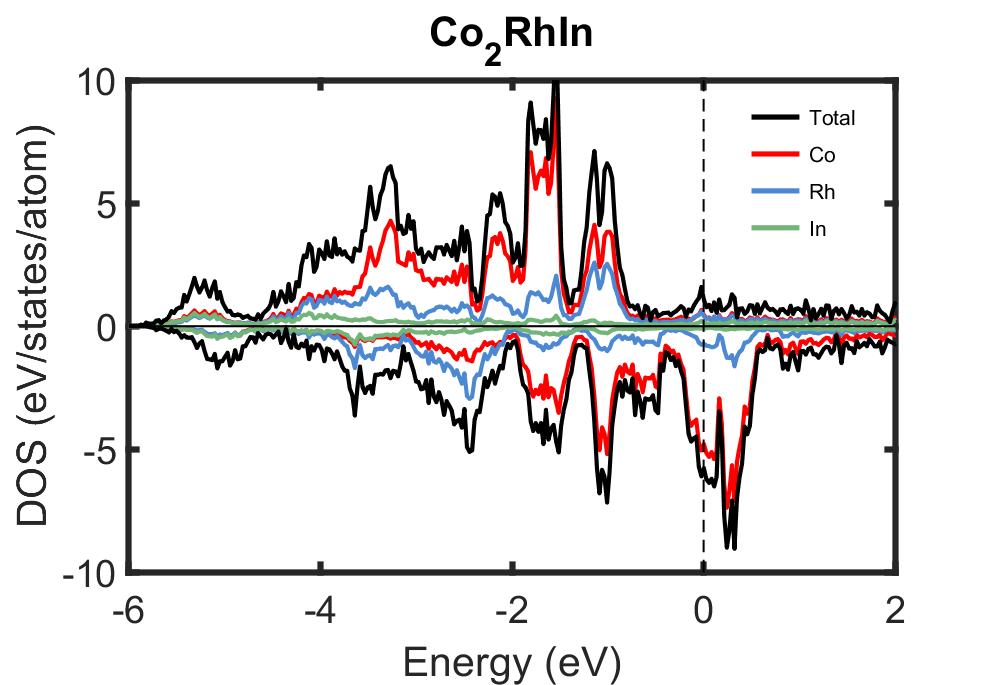 Co2RhIn
DOS (eV/states/atom)
10
5
0
-5
-10
Total
Co
Rh
In
-6 -4 -2 0 2
Energy (eV)